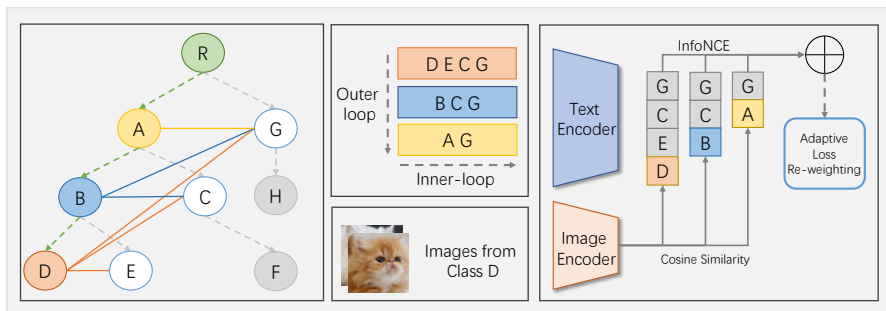 R
A
G
B
C
H
D
E
F
Outer
loop
D E C G
B C G
A G
Inner-loop
Images from
Class D
Text
Encoder
Image
Encoder
InfoNCE
G
C
E
D
G
C
B
G
A
Cosine Similarity
Adaptive
Loss
Re-weighting